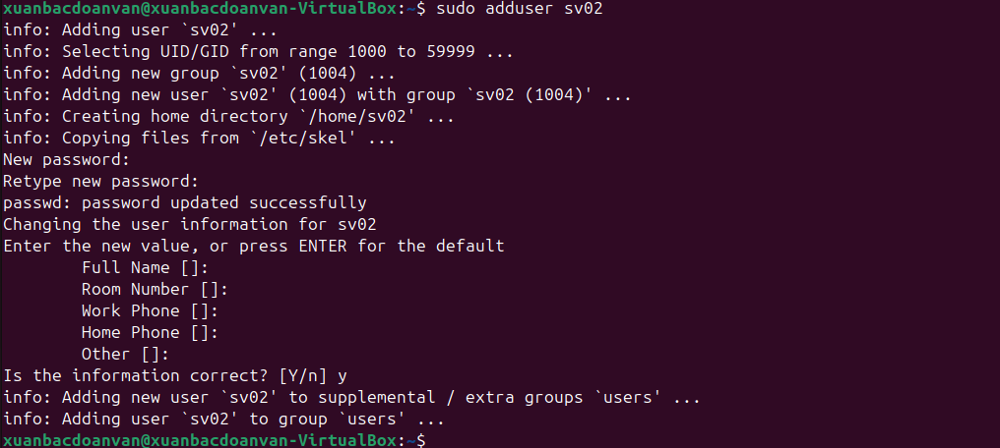 xuanbacdoanvan@xuanbacdoanvan-VirtualBox:~$ sudo adduser sv02
info: Adding user `sv02' ...
info: Selecting UID/GID from range 1000 to 59999 ...
info: Adding new group `sv02' (1004) ...
info: Adding new user `sv02' (1004) with group `sv02 (1004)' ...
info: Creating home directory `/home/sv02' ...
info: Copying files from `/etc/skel' ...
New password:
Retype new password:
passwd: password updated successfully
Changing the user information for sv02
Enter the new value, or press ENTER for the default
        Full Name []:
        Room Number []:
        Work Phone []:
        Home Phone []:
        Other []:
Is the information correct? [Y/n] y
info: Adding new user `sv02' to supplemental / extra groups `users' ...
info: Adding user `sv02' to group `users' ...
xuanbacdoanvan@xuanbacdoanvan-VirtualBox:~$